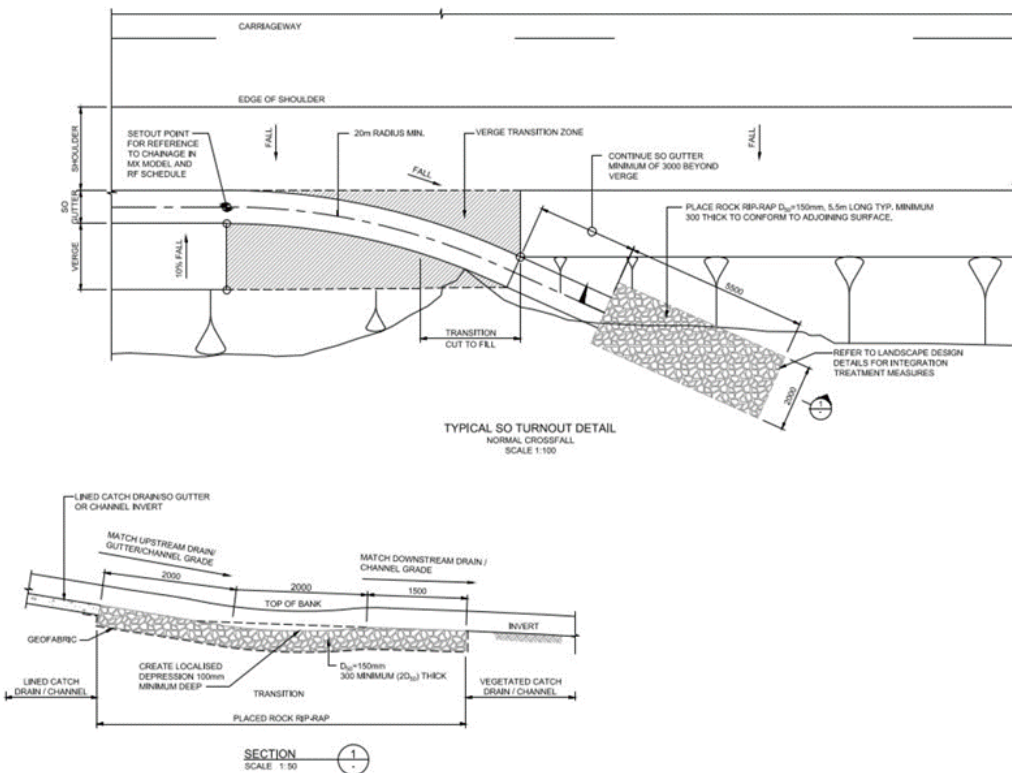 CARRIAGEWAY
EDGE OF SHOULDER
SHOULDER
SO
GUTTER
VERGE
SETOUT POINT
FOR REFERENCE
TO CHAINAGE IN
MX MODEL AND
RF SCHEDULE
FALL
20m RADIUS MIN.
VERGE TRANSITION ZONE
FALL
FALL
CONTINUE SO GUTTER
MINIMUM OF 3000 BEYOND
VERGE
PLACE ROCK RIP-RAP D50=150mm, 5.5m LONG TYP. MINIMUM
300 THICK TO CONFORM TO ADJOINING SURFACE.
10% FALL
5500
TRANSITION
CUT TO FILL
REFER TO LANDSCAPE DESIGN
DETAILS FOR INTEGRATION
TREATMENT MEASURES
2000
1
-
TYPICAL SO TURNOUT DETAIL
NORMAL CROSSFALL
SCALE 1:100
LINED CATCH DRAIN/SO GUTTER
OR CHANNEL INVERT
MATCH UPSTREAM DRAIN/
GUTTER/CHANNEL GRADE
MATCH DOWNSTREAM DRAIN /
CHANNEL GRADE
2000
2000
1500
TOP OF BANK
INVERT
GEOFABRIC
CREATE LOCALISED
DEPRESSION 100mm
MINIMUM DEEP
D50=150mm
300 MINIMUM (2D50) THICK
LINED CATCH
DRAIN / CHANNEL
TRANSITION
VEGETATED CATCH
DRAIN / CHANNEL
PLACED ROCK RIP-RAP
SECTION
SCALE 1:50
1
-